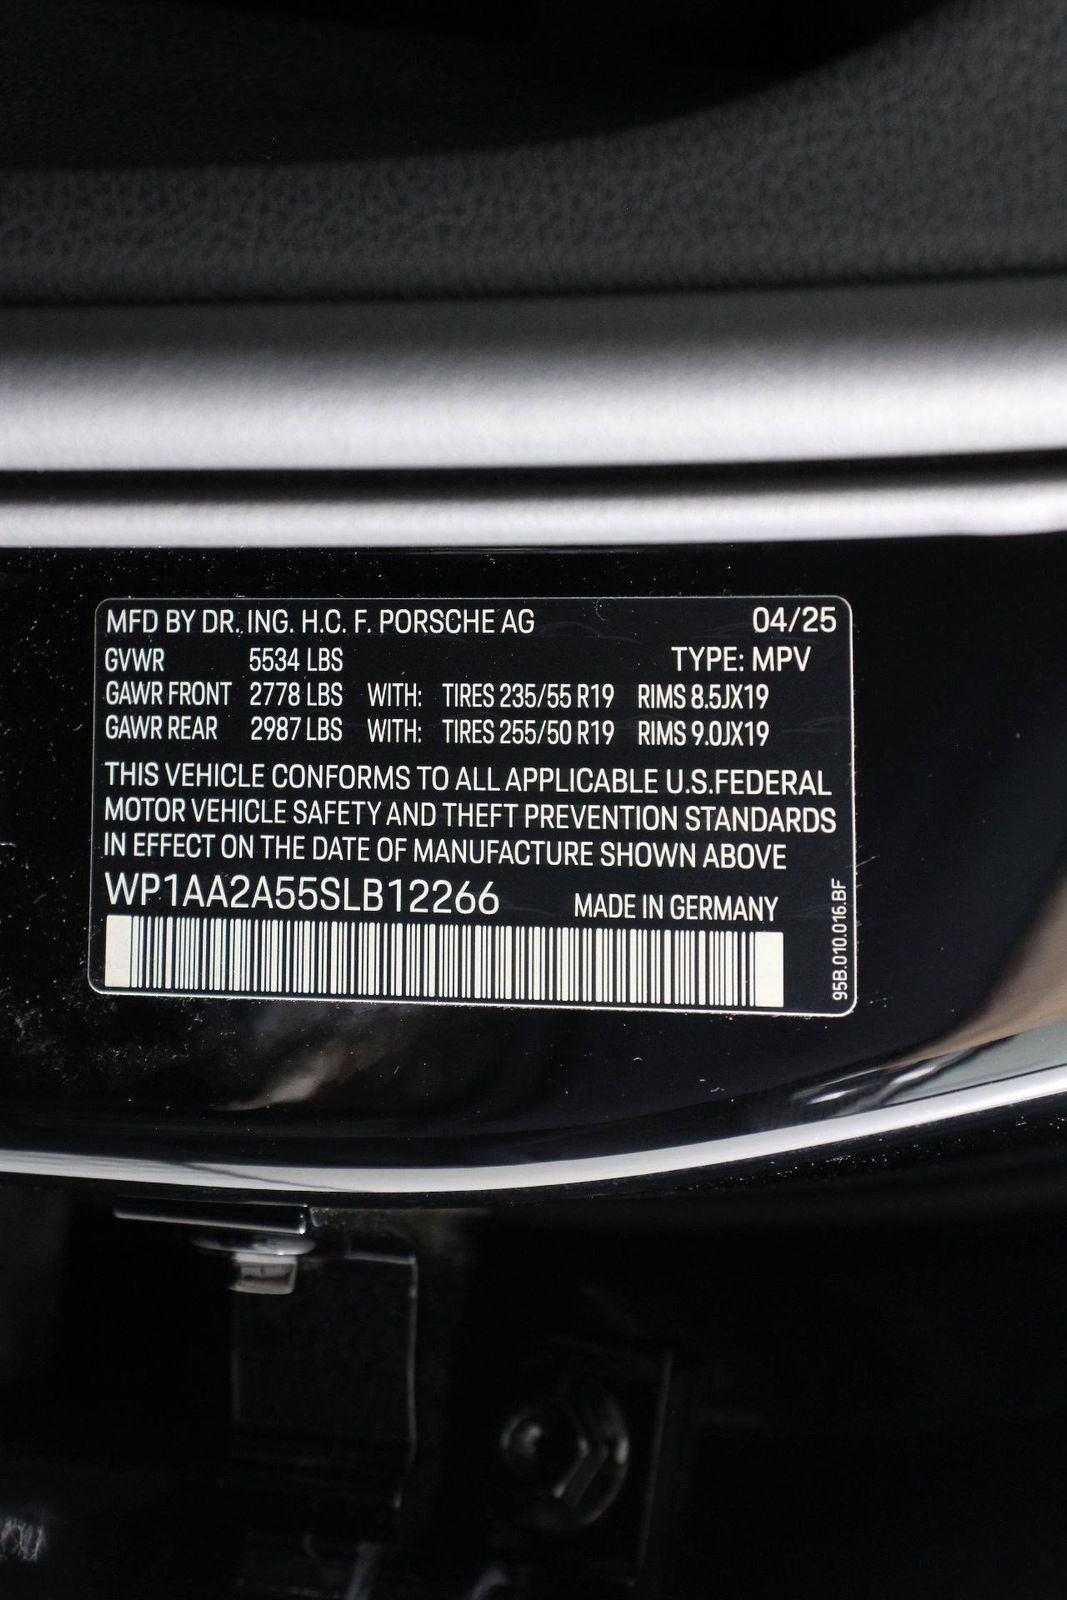 MFD BY DR. ING. H.C. F. PORSCHE AG 04/25
GVWR 5534 LBS TYPE: MPV
GAWR FRONT 2778 LBS WITH: TIRES 235/55 R19 RIMS 8.5JX19
GAWR REAR 2987 LBS WITH: TIRES 255/50 R19 RIMS 9.0JX19
THIS VEHICLE CONFORMS TO ALL APPLICABLE U.S.FEDERAL
MOTOR VEHICLE SAFETY AND THEFT PREVENTION STANDARDS
IN EFFECT ON THE DATE OF MANUFACTURE SHOWN ABOVE
WP1AA2A55SLB12266 MADE IN GERMANY
95B.010.016.BF